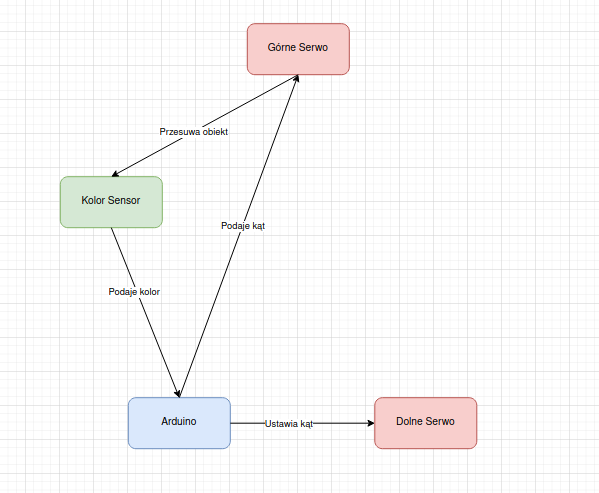 Górne Serwo
Przesuwa obiekt
Kolor Sensor
Podaje kąt
Podaje kolor
Arduino
Ustawia kąt
Dolne Serwo